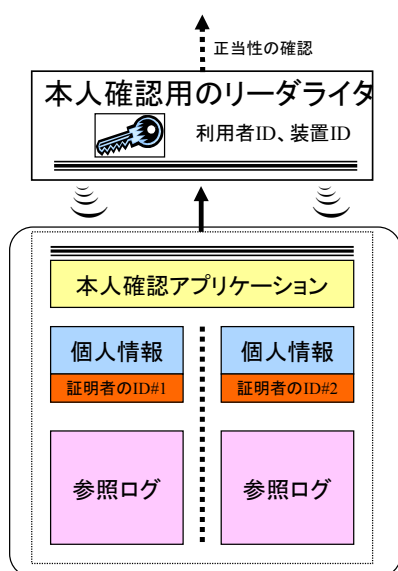 正当性の確認
本人確認用のリーダライタ
利用者ID、装置ID
本人確認アプリケーション
個人情報
証明者のID#1
個人情報
証明者のID#2
参照ログ
参照ログ